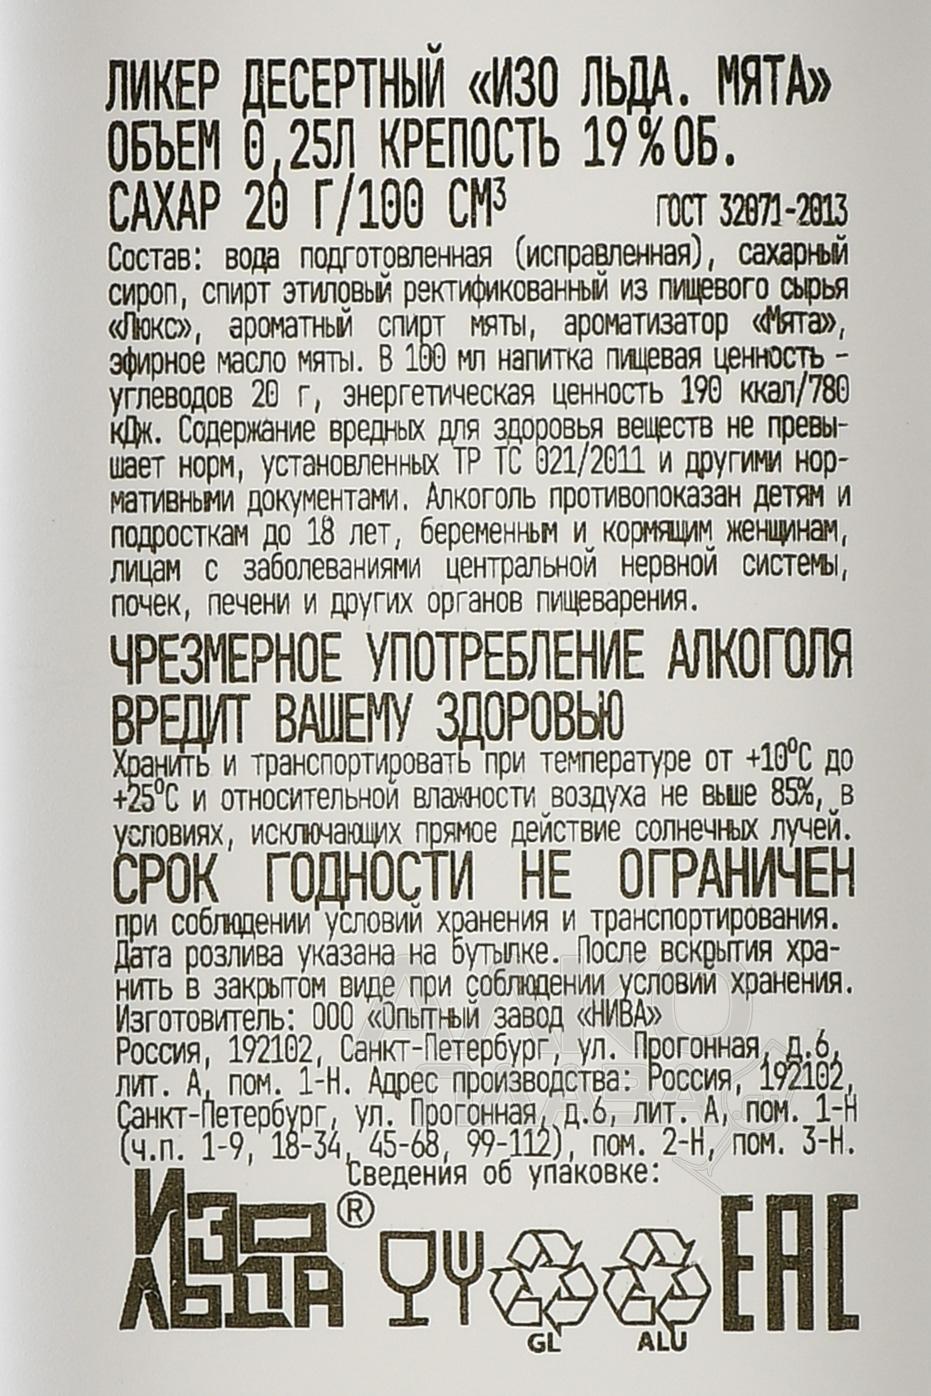 ЛИКЕР ДЕСЕРТНЫЙ «ИЗО ЛЬДА. МЯТА»
ОБЪЕМ 0,25Л КРЕПОСТЬ 19%ОБ.
САХАР 20 Г/100 СМ³ ГОСТ 32071-2013
Состав: вода подготовленная (исправленная), сахарный
сироп, спирт этиловый ректификованный из пищевого сырья
«Люкс», ароматный спирт мяты, ароматизатор «Мята»,
эфирное масло мяты. В 100 мл напитка пищевая ценность -
углеводов 20 г, энергетическая ценность 190 ккал/780
кДж. Содержание вредных для здоровья веществ не превы-
шает норм, установленных ТР ТС 021/2011 и другими нор-
мативными документами. Алкоголь противопоказан детям и
подросткам до 18 лет, беременным и кормящим женщинам,
лицам с заболеваниями центральной нервной системы,
почек, печени и других органов пищеварения.
ЧРЕЗМЕРНОЕ УПОТРЕБЛЕНИЕ АЛКОГОЛЯ
ВРЕДИТ ВАШЕМУ ЗДОРОВЬЮ
Хранить и транспортировать при температуре от +10°С до
+25°С и относительной влажности воздуха не выше 85%, в
условиях, исключающих прямое действие солнечных лучей.
СРОК ГОДНОСТИ НЕ ОГРАНИЧЕН
при соблюдении условий хранения и транспортирования.
Дата розлива указана на бутылке. После вскрытия хра-
нить в закрытом виде при соблюдении условий хранения.
Изготовитель: ООО «Опытный завод «НИВА»
Россия, 192102, Санкт-Петербург, ул. Прогонная, д.6,
лит. А, пом. 1-Н. Адрес производства: Россия, 192102,
Санкт-Петербург, ул. Прогонная, д.6, лит. А, пом. 1-Н
(ч.п. 1-9, 18-34, 45-68, 99-112), пом. 2-Н, пом. 3-Н.
Сведения об упаковке:
ИЗО ®
ЛЬДА
GL ALU
EAC